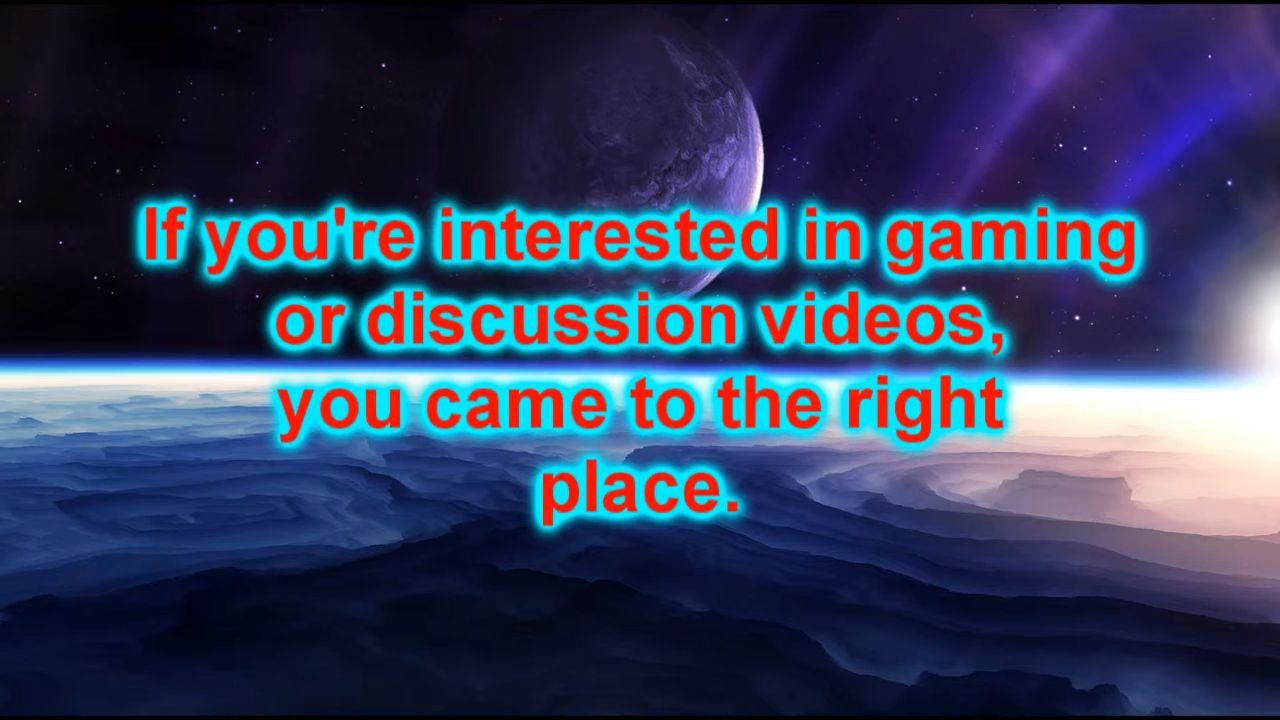 If you're interested in gaming
or discussion videos,
you came to the right
place.